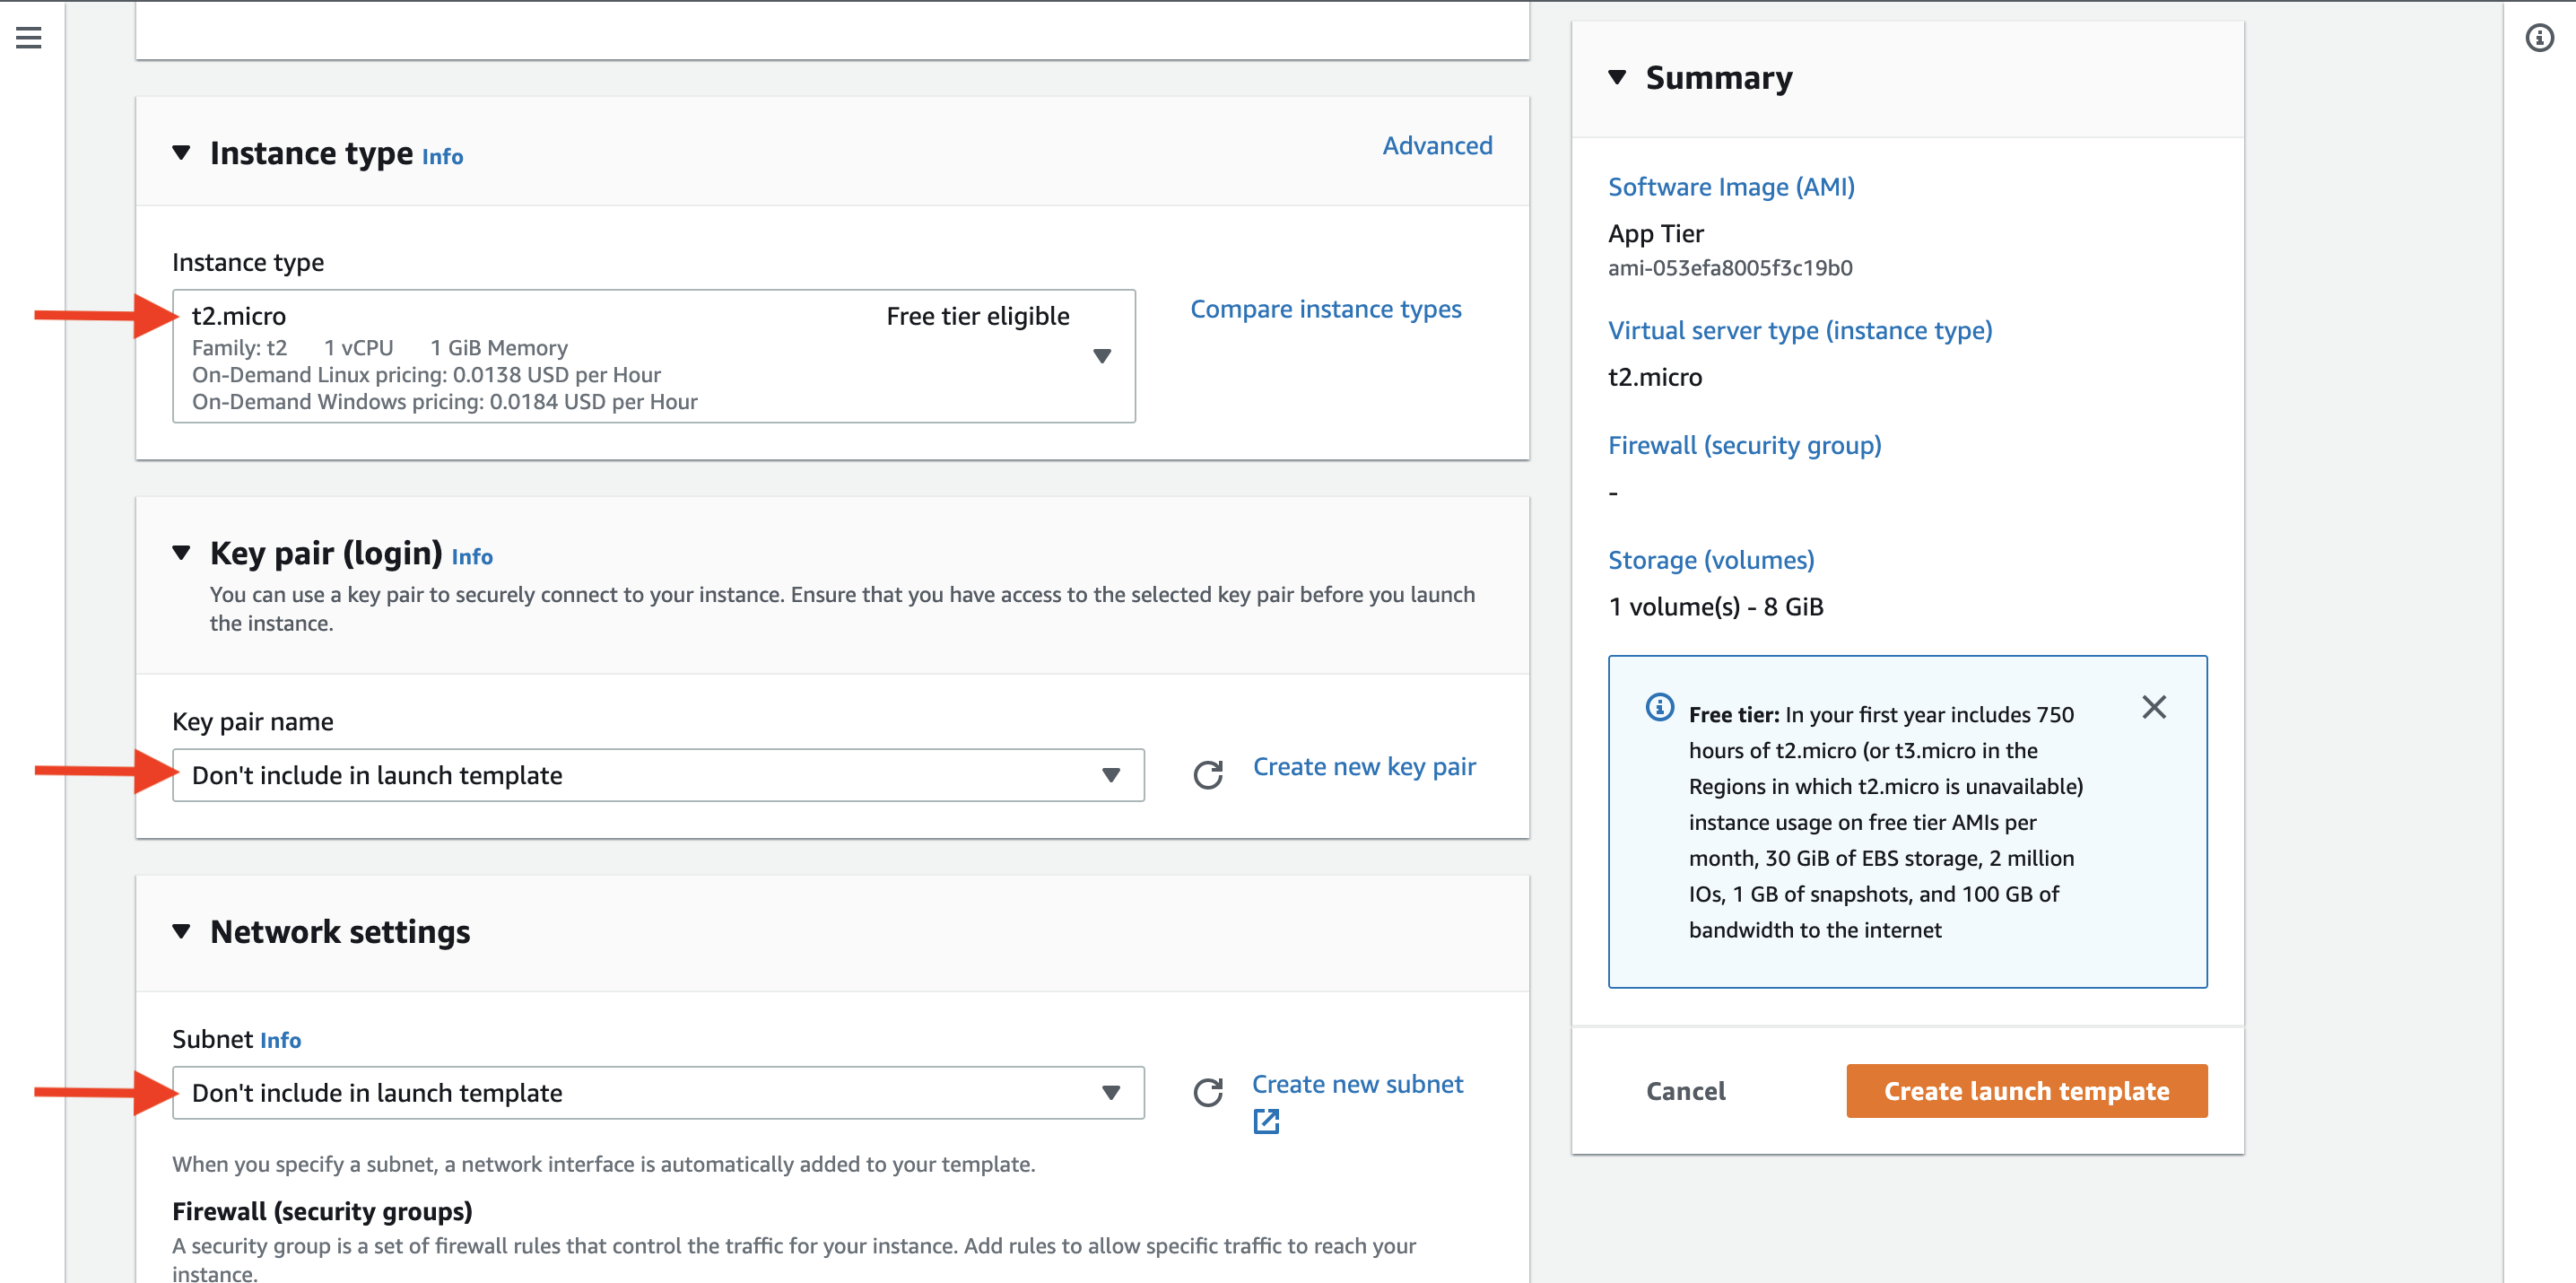 Instance type Info
Advanced
Instance type
t2.micro
Free tier eligible
Family: t2 1 vCPU 1 GiB Memory
On-Demand Linux pricing: 0.0138 USD per Hour
On-Demand Windows pricing: 0.0184 USD per Hour
Compare instance types
Key pair (login) Info
You can use a key pair to securely connect to your instance. Ensure that you have access to the selected key pair before you launch
the instance.
Key pair name
Don't include in launch template
Create new key pair
Network settings
Subnet Info
Don't include in launch template
Create new subnet
When you specify a subnet, a network interface is automatically added to your template.
Firewall (security groups)
A security group is a set of firewall rules that control the traffic for your instance. Add rules to allow specific traffic to reach your
instance.
Summary
Software Image (AMI)
App Tier
ami-053efa8005f3c19b0
Virtual server type (instance type)
t2.micro
Firewall (security group)
-
Storage (volumes)
1 volume(s) - 8 GiB
Free tier: In your first year includes 750
hours of t2.micro (or t3.micro in the
Regions in which t2.micro is unavailable)
instance usage on free tier AMIs per
month, 30 GiB of EBS storage, 2 million
IOs, 1 GB of snapshots, and 100 GB of
bandwidth to the internet
Cancel
Create launch template